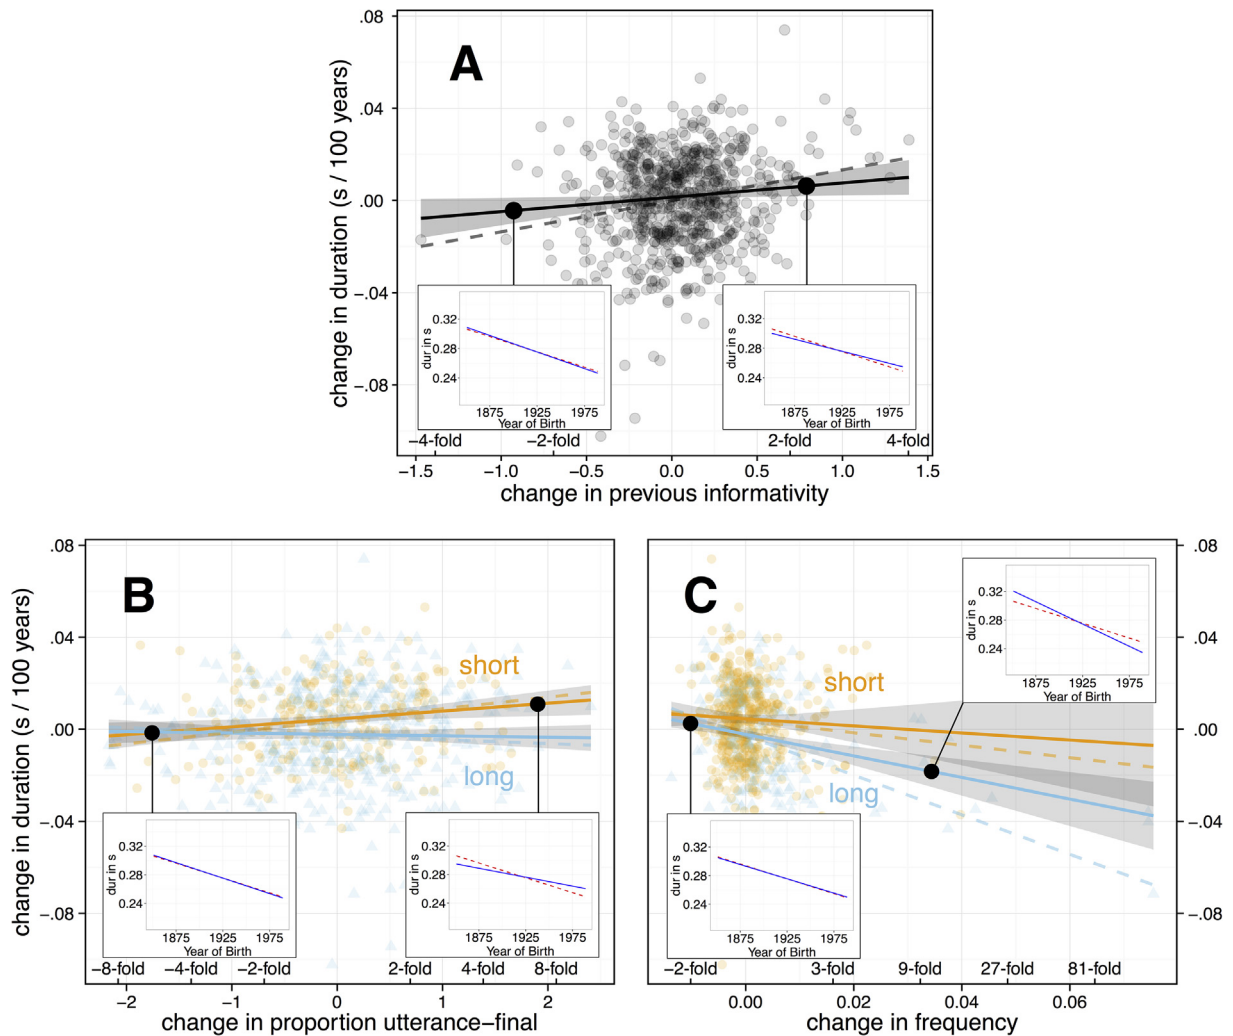 A
change in duration (s / 100 years)
.08
.04
.00
−.04
−.08
dur in s
0.32
0.28
0.24
1875 1925 1975
Year of Birth
dur in s
0.32
0.28
0.24
1875 1925 1975
Year of Birth
−4-fold −2-fold 2-fold 4-fold
−1.5 −1.0 −0.5 0.0 0.5 1.0 1.5
change in previous informativity
B
change in duration (s / 100 years)
.08
.04
.00
−.04
−.08
short
long
dur in s
0.32
0.28
0.24
1875 1925 1975
Year of Birth
dur in s
0.32
0.28
0.24
1875 1925 1975
Year of Birth
−8-fold −4-fold −2-fold 2-fold 4-fold 8-fold
−2 −1 0 1 2
change in proportion utterance−final
C
.08
.04
.00
−.04
−.08
short
long
dur in s
0.32
0.28
0.24
1875 1925 1975
Year of Birth
dur in s
0.32
0.28
0.24
1875 1925 1975
Year of Birth
−2-fold 3-fold 9-fold 27-fold 81-fold
0.00 0.02 0.04 0.06
change in frequency